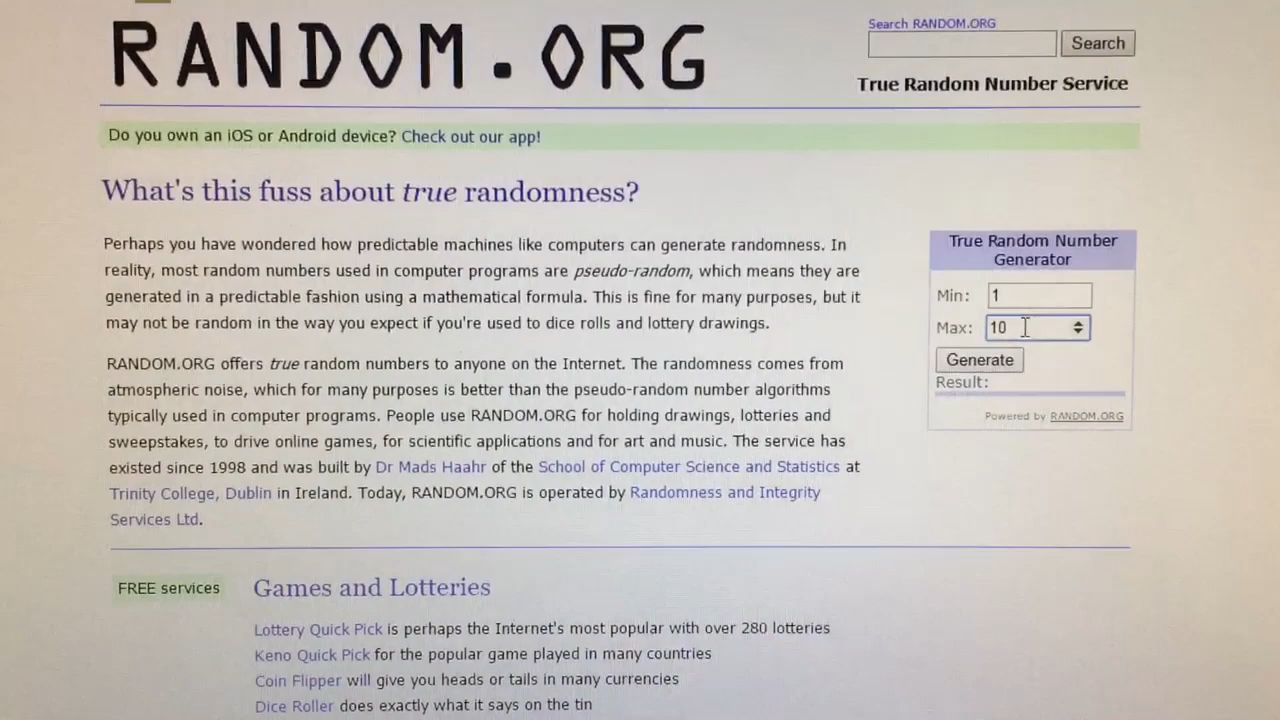 RANDOM.ORG
Search RANDOM.ORG
Search
True Random Number Service
Do you own an iOS or Android device? Check out our app!
What's this fuss about true randomness?
Perhaps you have wondered how predictable machines like computers can generate randomness. In
reality, most random numbers used in computer programs are pseudo-random, which means they are
generated in a predictable fashion using a mathematical formula. This is fine for many purposes, but it
may not be random in the way you expect if you're used to dice rolls and lottery drawings.
RANDOM.ORG offers true random numbers to anyone on the Internet. The randomness comes from
atmospheric noise, which for many purposes is better than the pseudo-random number algorithms
typically used in computer programs. People use RANDOM.ORG for holding drawings, lotteries and
sweepstakes, to drive online games, for scientific applications and for art and music. The service has
existed since 1998 and was built by Dr Mads Haahr of the School of Computer Science and Statistics at
Trinity College, Dublin in Ireland. Today, RANDOM.ORG is operated by Randomness and Integrity
Services Ltd.
True Random Number
Generator
Min: 1
Max: 10
Generate
Result:
Powered by RANDOM.ORG
FREE services
Games and Lotteries
Lottery Quick Pick is perhaps the Internet's most popular with over 280 lotteries
Keno Quick Pick for the popular game played in many countries
Coin Flipper will give you heads or tails in many currencies
Dice Roller does exactly what it says on the tin